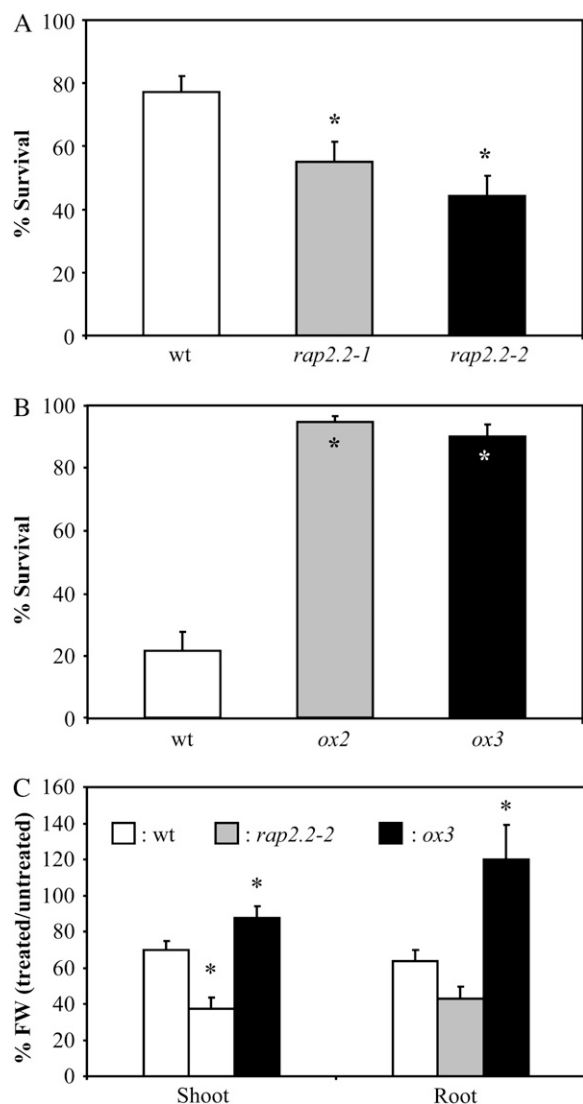 A
% Survival
100
80
60
40
20
0
*
*
wt
rap2.2-1
rap2.2-2
B
% Survival
100
80
60
40
20
0
*
*
wt
ox2
ox3
C
% FW (treated/untreated)
160
140
120
100
80
60
40
20
0
: wt
: rap2.2-2
: ox3
*
*
*
Shoot
Root